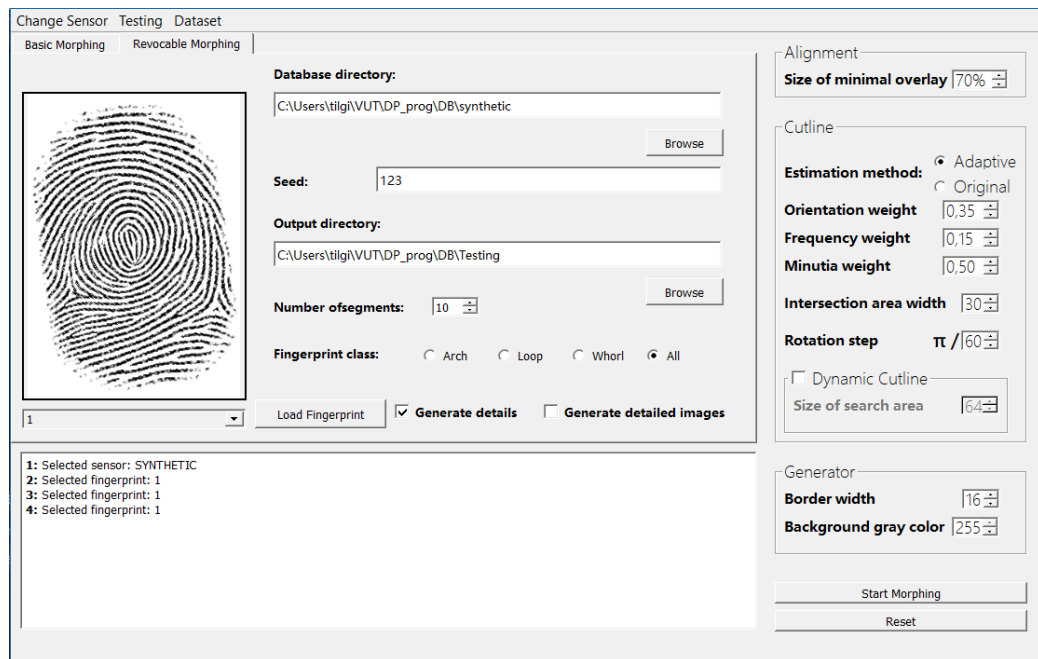 Change Sensor Testing Dataset
Basic Morphing Revocable Morphing
Database directory:
C:\Users\tilgi\VUT\DP_prog\DB\synthetic
Browse
Seed: 123
Output directory:
C:\Users\tilgi\VUT\DP_prog\DB\Testing
Browse
Number ofsegments: 10
Fingerprint class: Arch Loop Whorl All
1
Load Fingerprint Generate details Generate detailed images
1: Selected sensor: SYNTHETIC
2: Selected fingerprint: 1
3: Selected fingerprint: 1
4: Selected fingerprint: 1
Alignment
Size of minimal overlay 70%
Cutline
Estimation method: Adaptive
Original
Orientation weight 0,35
Frequency weight 0,15
Minutia weight 0,50
Intersection area width 30
Rotation step π / 60
Dynamic Cutline
Size of search area 64
Generator
Border width 16
Background gray color 255
Start Morphing
Reset